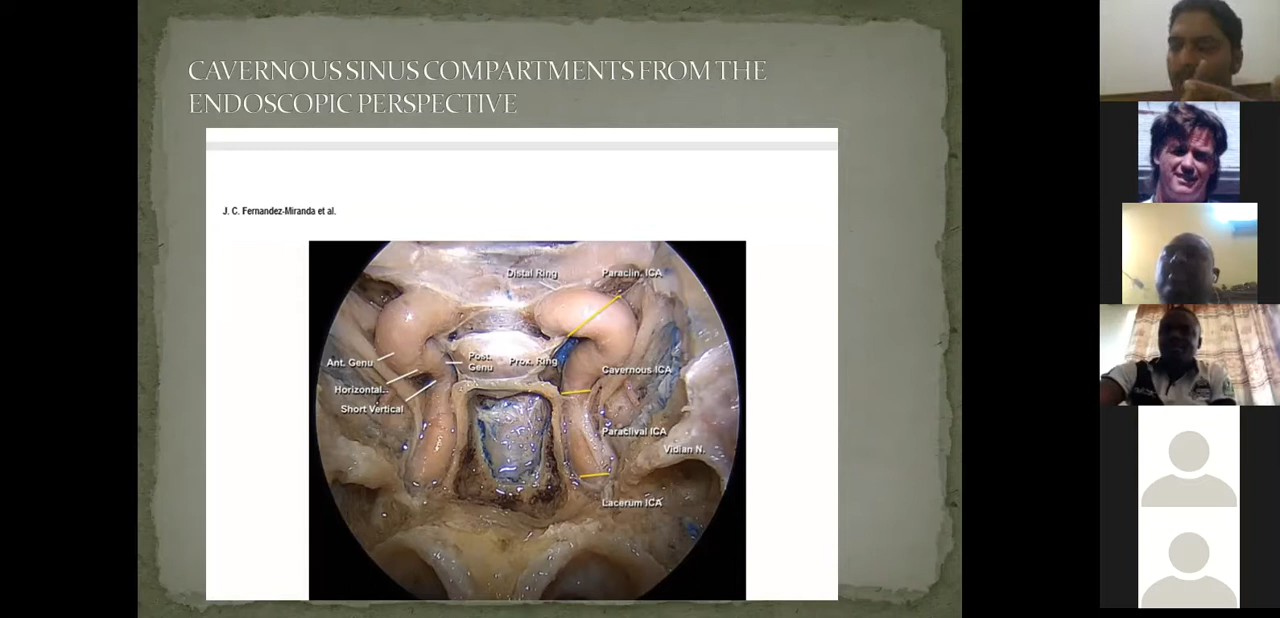 CAVERNOUS SINUS COMPARTMENTS FROM THE
ENDOSCOPIC PERSPECTIVE
J. C. Fernandez-Miranda et al.
Distal Ring
Paraclin. ICA
Ant. Genu
Post.
Genu
Prox. Ring
Cavernous ICA
Horizontal..
Short Vertical
Paraclival ICA
Vidian N.
Lacerum ICA